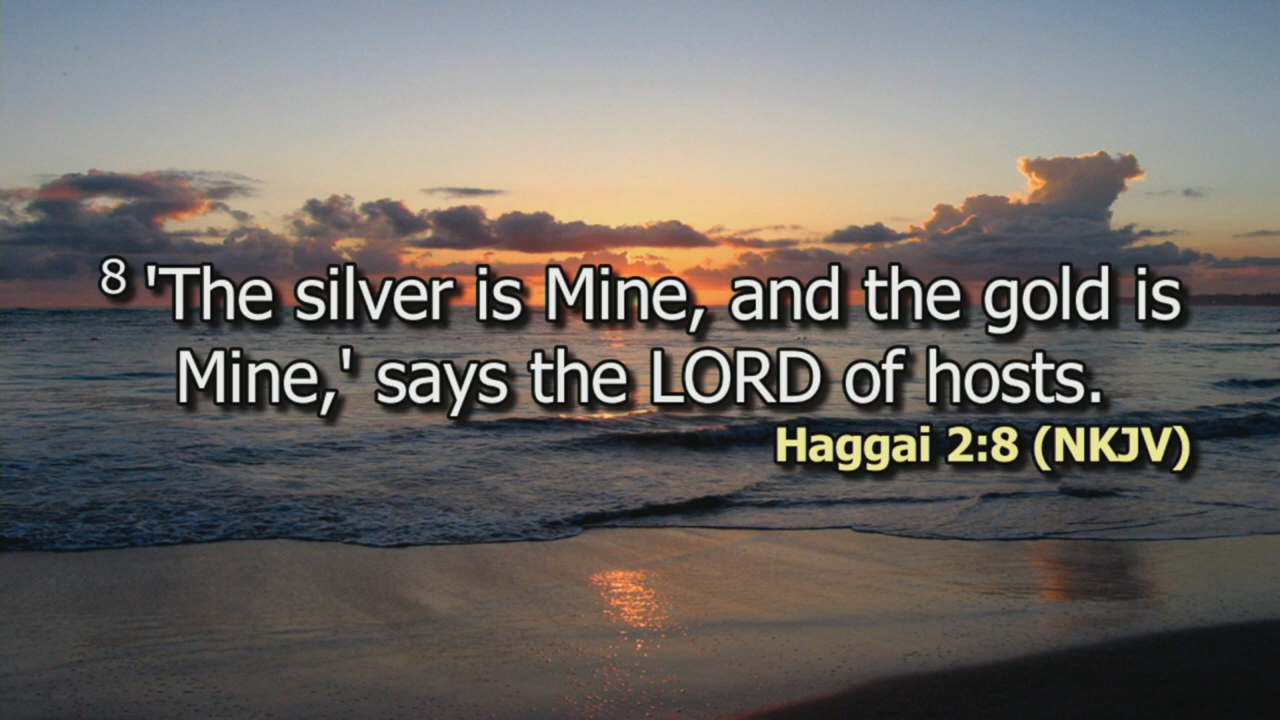 8 'The silver is Mine, and the gold is
Mine,' says the LORD of hosts.
Haggai 2:8 (NKJV)